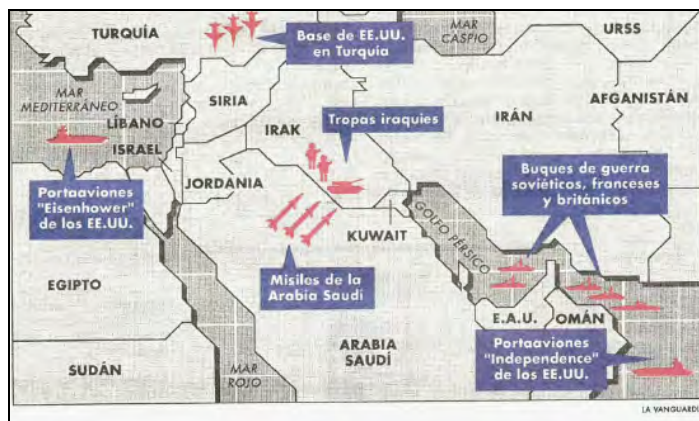 TURQUÍA
Base de EE.UU.
en Turquía
MAR
CASPIO
URSS
MAR
MEDITERRÁNEO
SIRIA
LÍBANO
ISRAEL
IRAK
Tropas iraquíes
IRÁN
AFGANISTÁN
Portaaviones
"Eisenhower"
de los EE.UU.
JORDÁNIA
Buques de guerra
soviéticos, franceses
y británicos
GOLFO PÉRSICO
KUWAIT
Misiles de la
Arabia Saudí
EGIPTO
E.A.U.
OMÁN
ARABIA
SAUDÍ
Portaaviones
"Independence"
de los EE.UU.
SUDÁN
MAR
ROJO
LA VANGUARDI